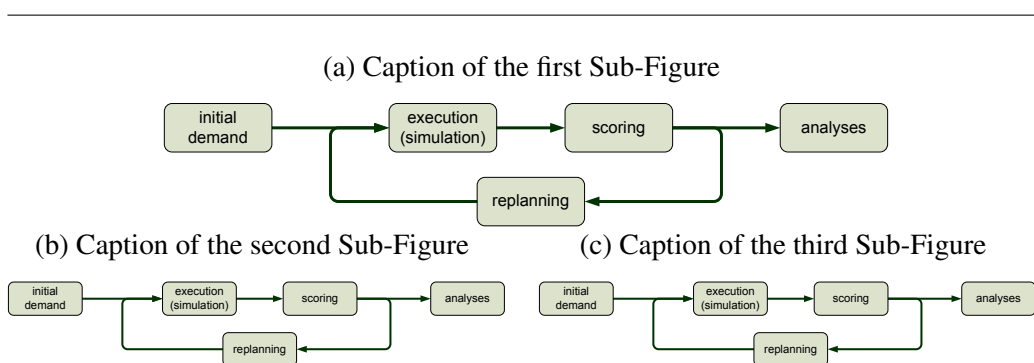 (a) Caption of the first Sub-Figure
initial
demand
execution
(simulation)
scoring
analyses
replanning
(b) Caption of the second Sub-Figure
initial
demand
execution
(simulation)
scoring
analyses
replanning
(c) Caption of the third Sub-Figure
initial
demand
execution
(simulation)
scoring
analyses
replanning